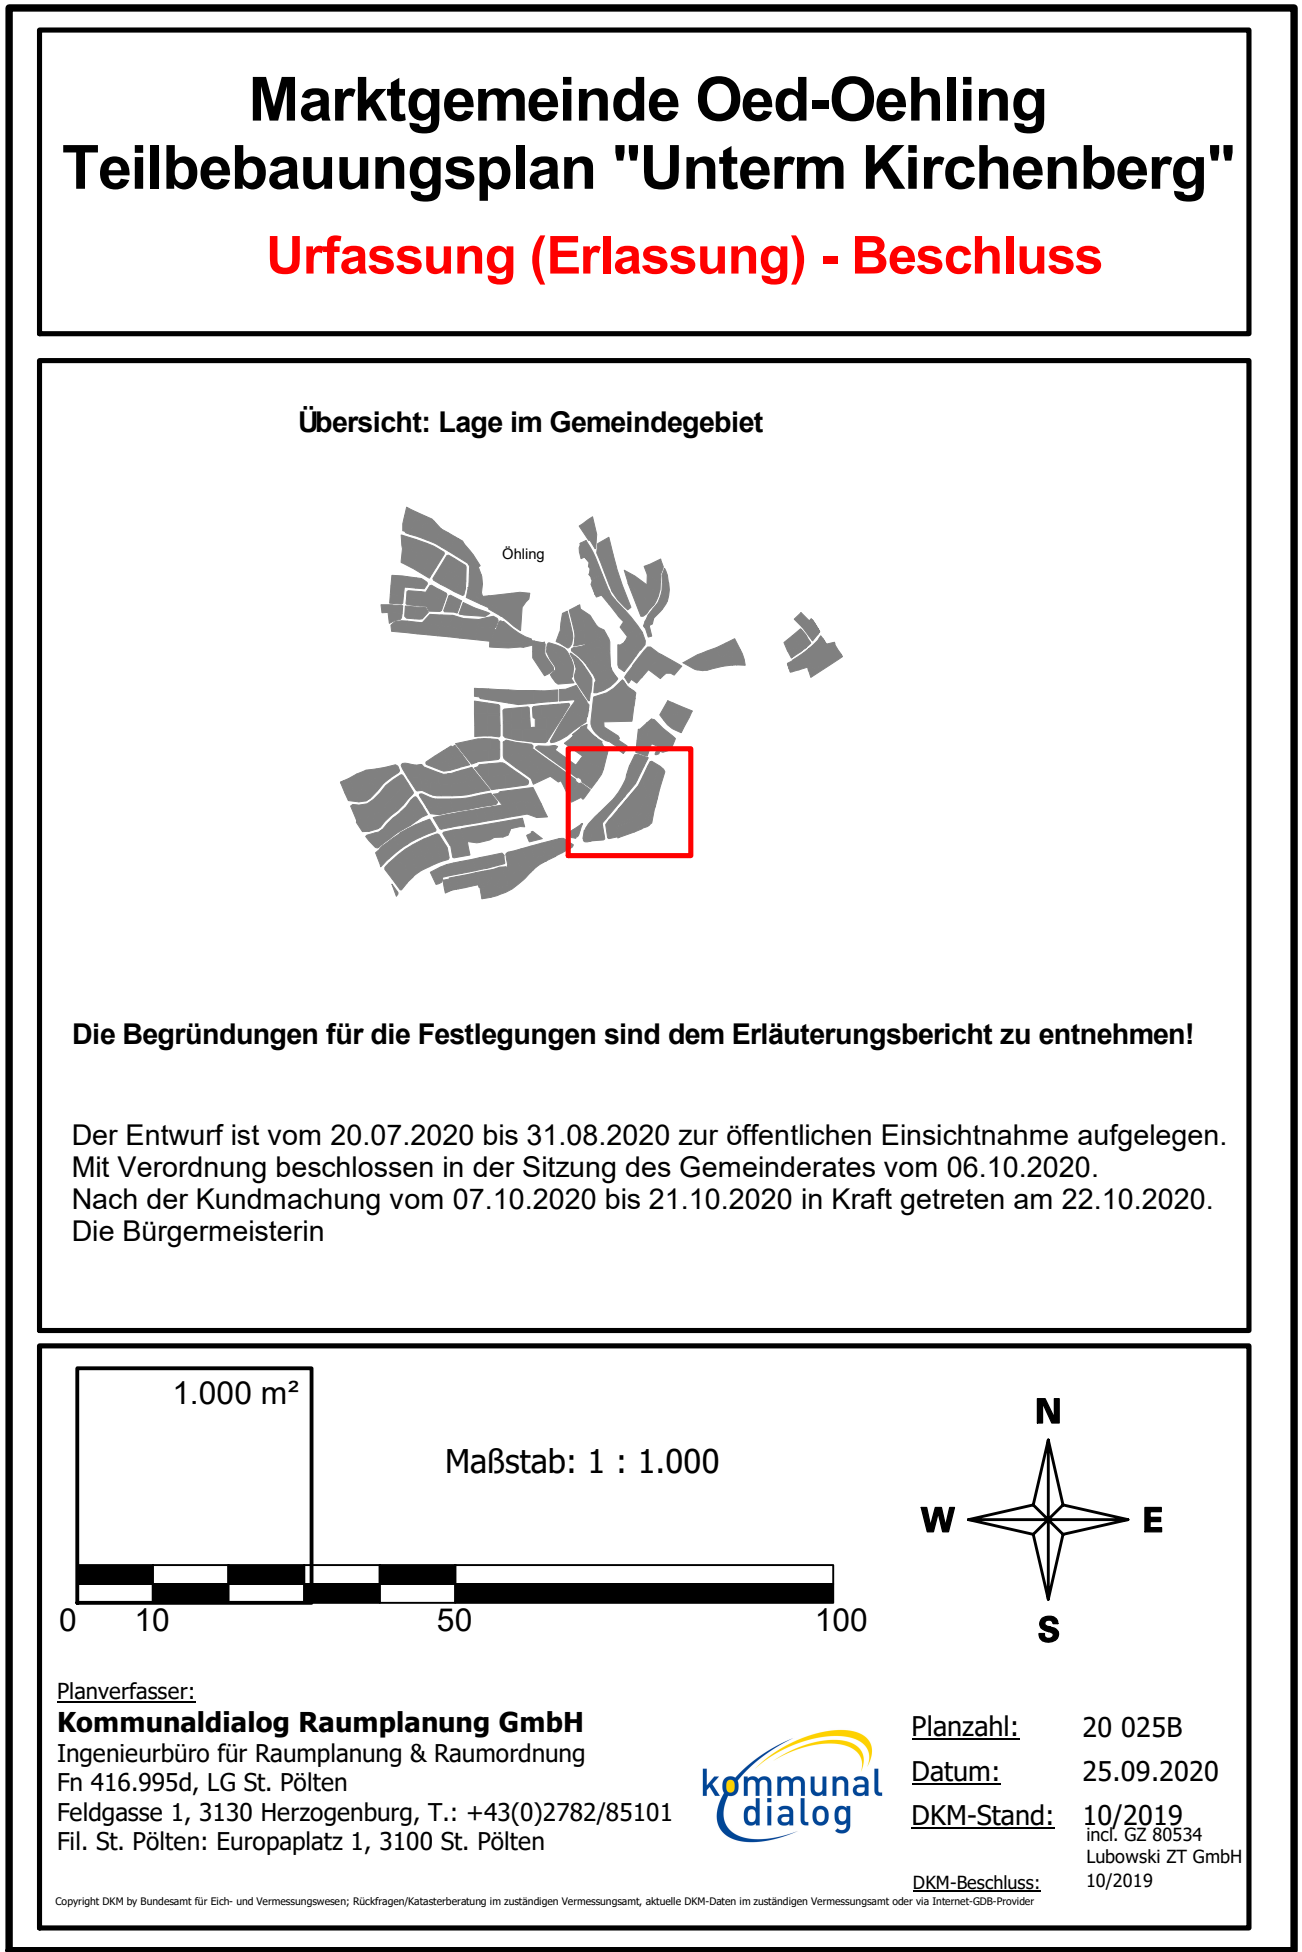 Marktgemeinde Oed-Oehling
Teilbebauungsplan "Unterm Kirchenberg"
Urfassung (Erlassung) - Beschluss
Übersicht: Lage im Gemeindegebiet
Öhling
Die Begründungen für die Festlegungen sind dem Erläuterungsbericht zu entnehmen!
Der Entwurf ist vom 20.07.2020 bis 31.08.2020 zur öffentlichen Einsichtnahme aufgelegen.
Mit Verordnung beschlossen in der Sitzung des Gemeinderates vom 06.10.2020.
Nach der Kundmachung vom 07.10.2020 bis 21.10.2020 in Kraft getreten am 22.10.2020.
Die Bürgermeisterin
1.000 m²
Maßstab: 1 : 1.000
0 10 50 100
N
W E
S
Planverfasser:
Kommunaldialog Raumplanung GmbH
Ingenieurbüro für Raumplanung & Raumordnung
Fn 416.995d, LG St. Pölten
Feldgasse 1, 3130 Herzogenburg, T.: +43(0)2782/85101
Fil. St. Pölten: Europaplatz 1, 3100 St. Pölten
kommunal
dialog
Planzahl: 20 025B
Datum: 25.09.2020
DKM-Stand: 10/2019
incl. GZ 80534
Lubowski ZT GmbH
DKM-Beschluss: 10/2019
Copyright DKM by Bundesamt für Eich- und Vermessungswesen; Rückfragen/Katasterberatung im zuständigen Vermessungsamt, aktuelle DKM-Daten im zuständigen Vermessungsamt oder via Internet-GDB-Provider